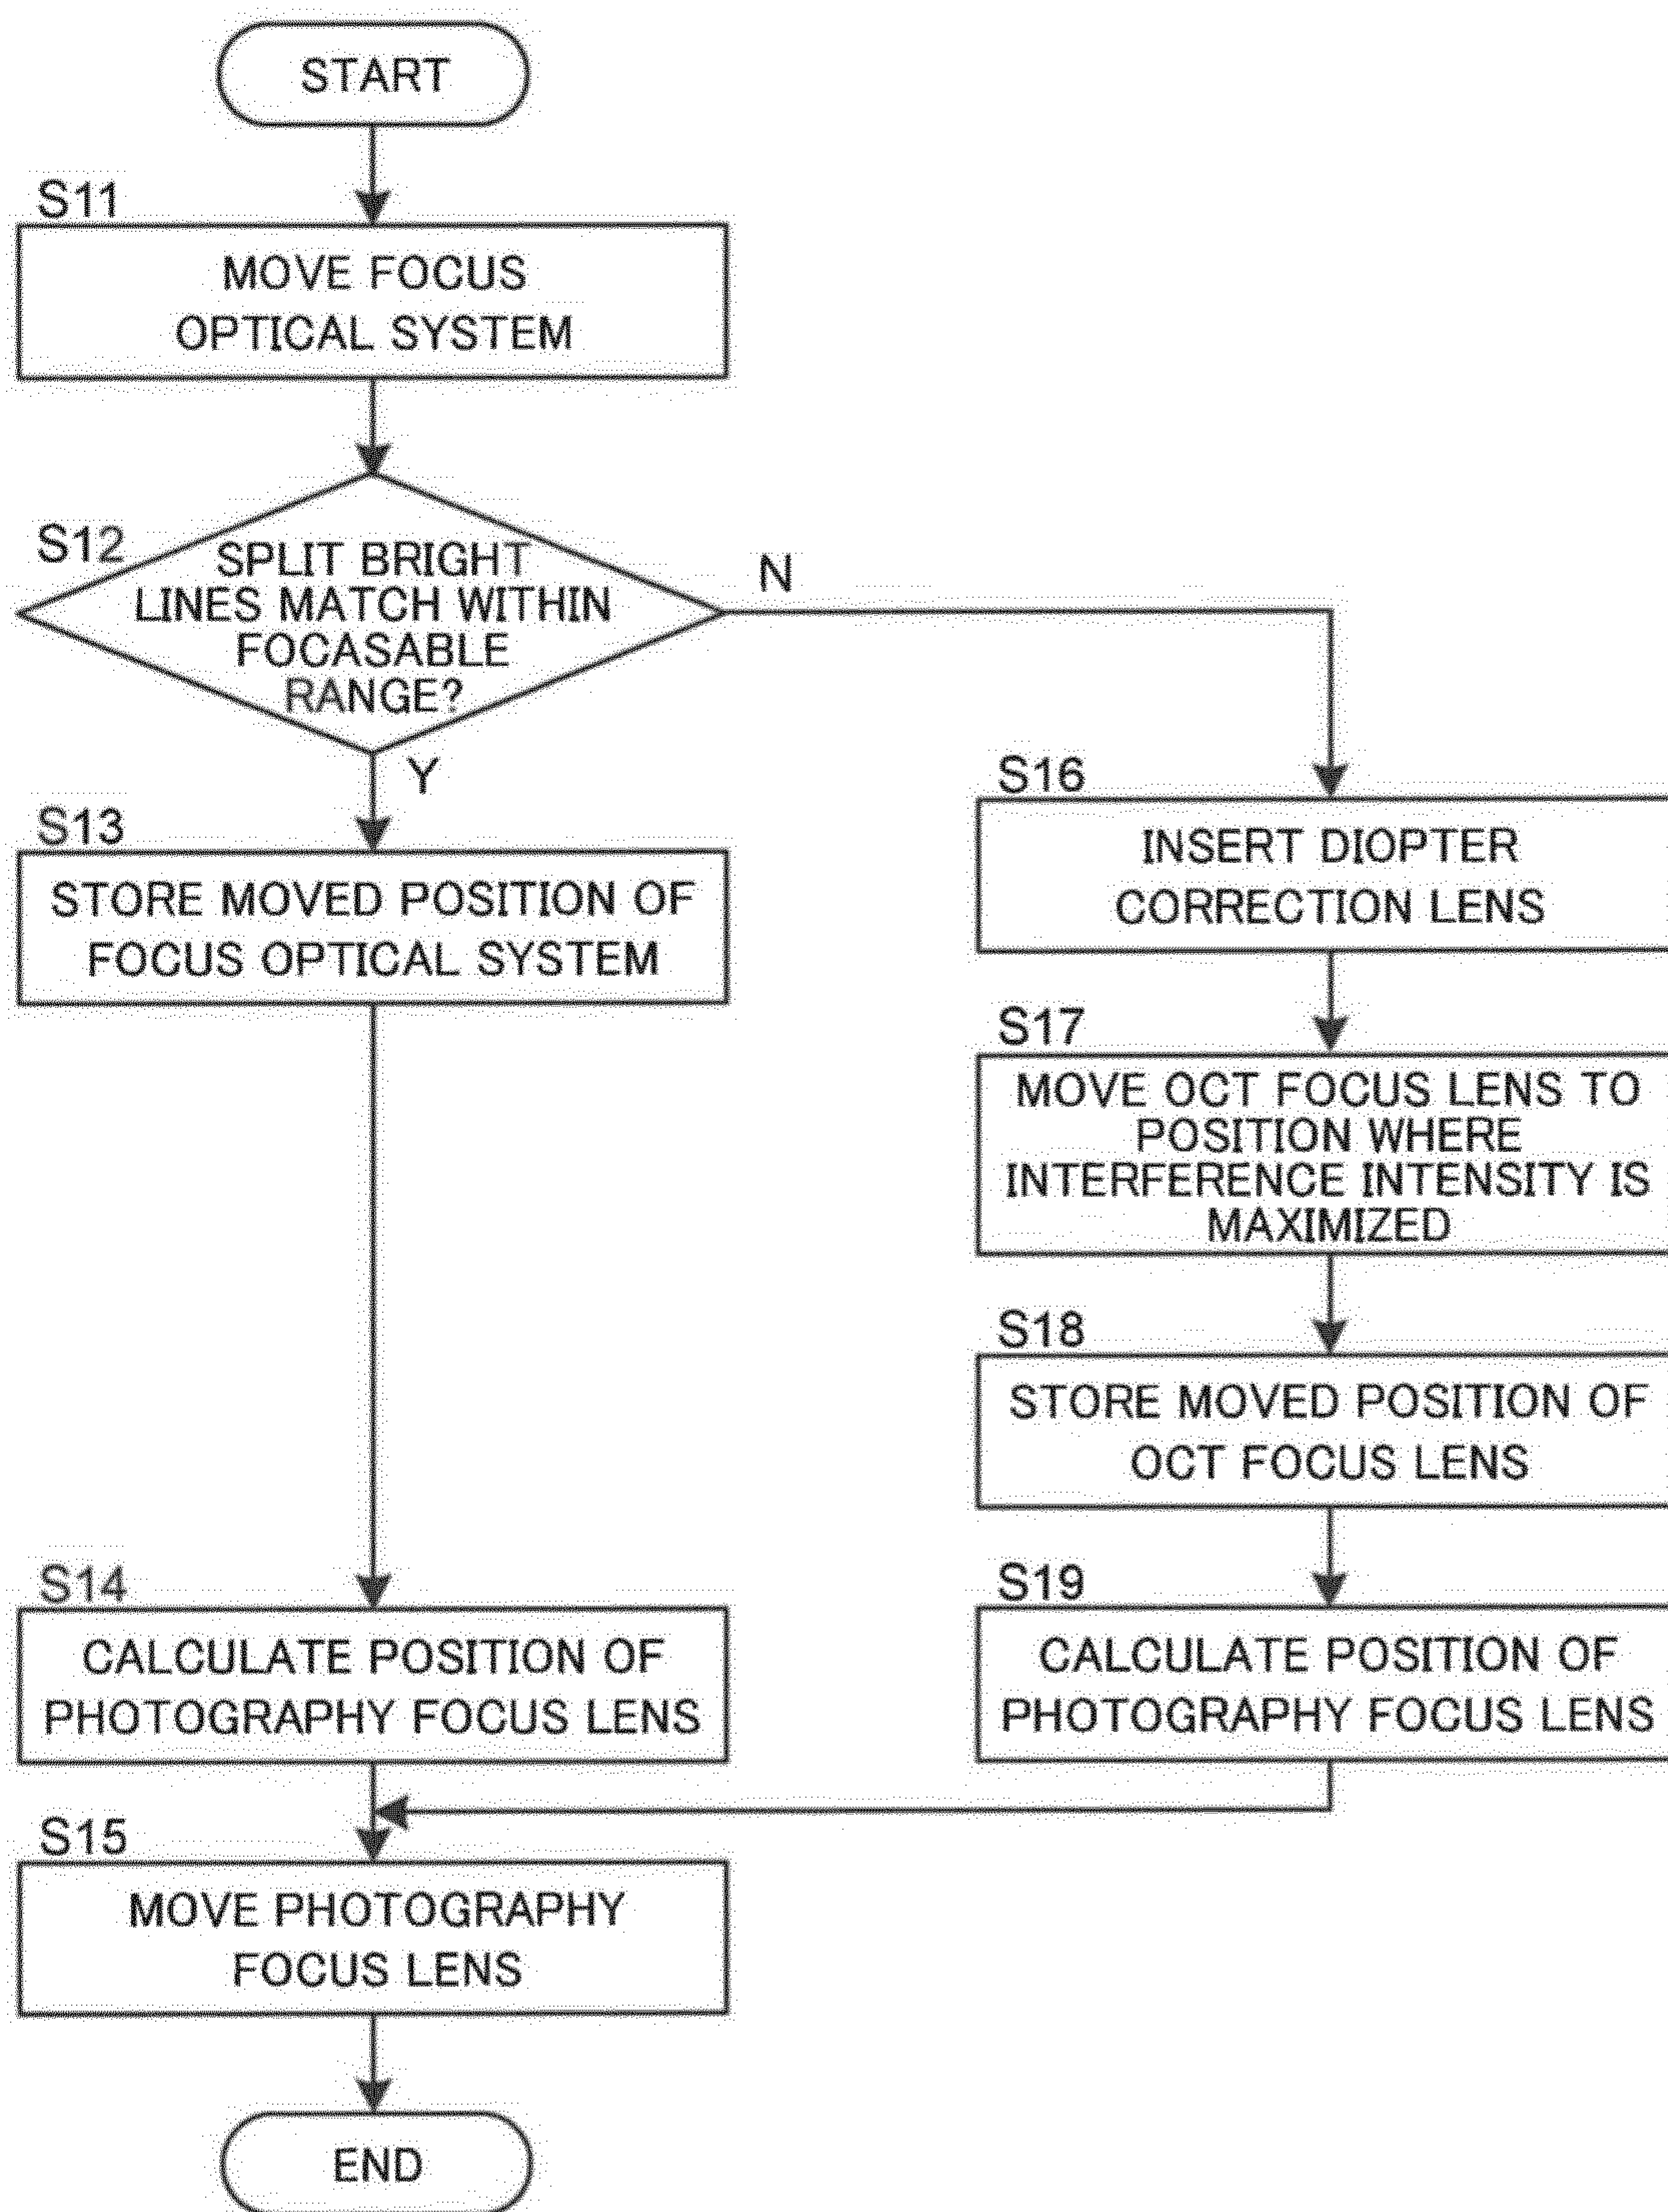 START
S11
MOVE FOCUS
OPTICAL SYSTEM
S12
SPLIT BRIGHT
LINES MATCH WITHIN
FOCASABLE
RANGE?
N
Y
S13
STORE MOVED POSITION OF
FOCUS OPTICAL SYSTEM
S16
INSERT DIOPTER
CORRECTION LENS
S17
MOVE OCT FOCUS LENS TO
POSITION WHERE
INTERFERENCE INTENSITY IS
MAXIMIZED
S18
STORE MOVED POSITION OF
OCT FOCUS LENS
S14
CALCULATE POSITION OF
PHOTOGRAPHY FOCUS LENS
S19
CALCULATE POSITION OF
PHOTOGRAPHY FOCUS LENS
S15
MOVE PHOTOGRAPHY
FOCUS LENS
END